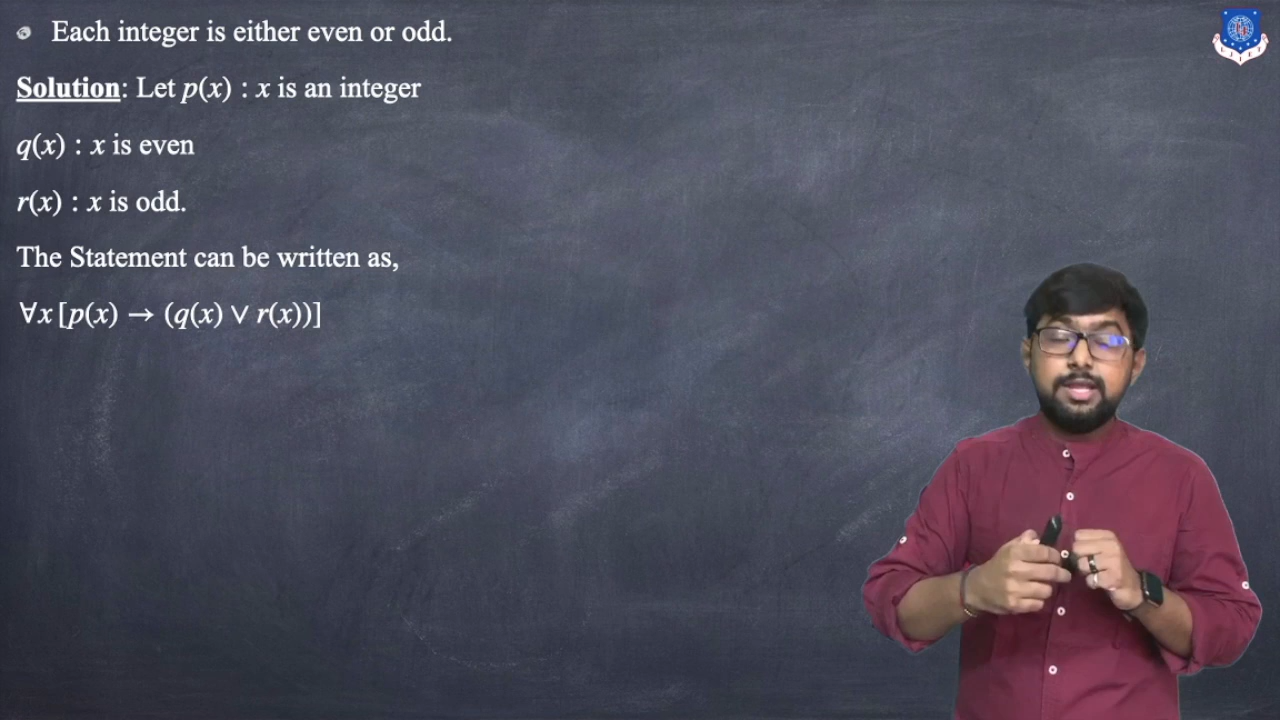 Each integer is either even or odd.
Solution: Let p(x) : x is an integer
q(x) : x is even
r(x) : x is odd.
The Statement can be written as,
∀x [p(x) → (q(x) ∨ r(x))]